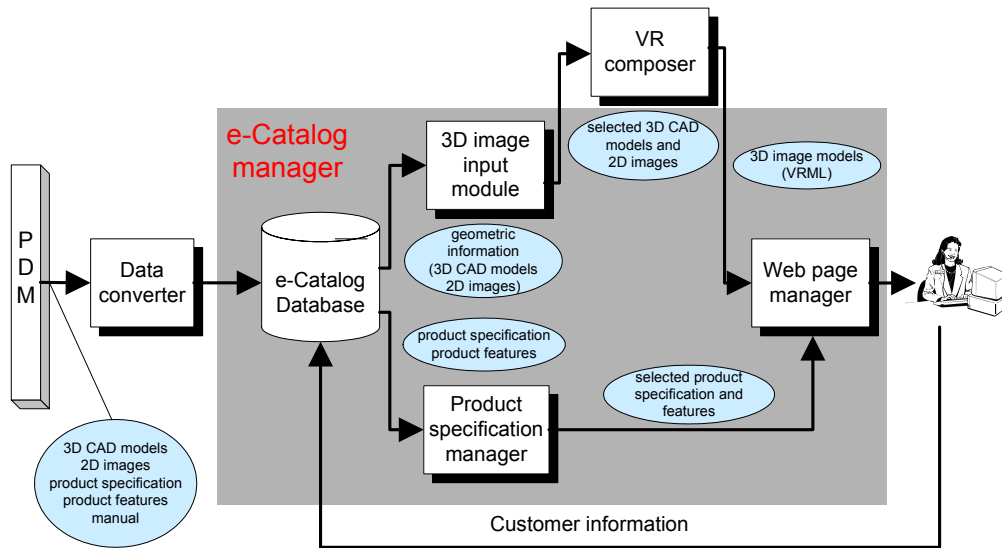 VR
composer
e-Catalog
manager
3D image
input
module
selected 3D CAD
models and
2D images
3D image models
(VRML)
P
D
M
Data
converter
e-Catalog
Database
geometric
information
(3D CAD models
2D images)
Web page
manager
product specification
product features
selected product
specification and
features
Product
specification
manager
3D CAD models
2D images
product specification
product features
manual
Customer information